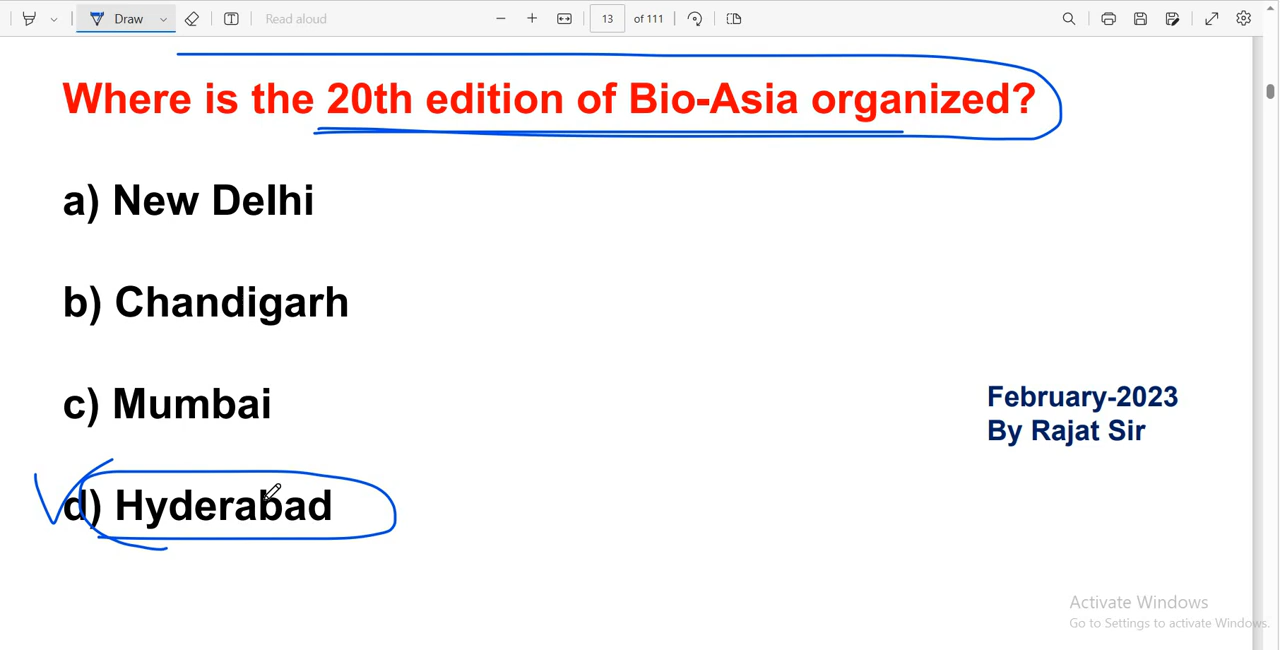 Draw Read aloud 13 of 111
Where is the 20th edition of Bio-Asia organized?
a) New Delhi
b) Chandigarh
c) Mumbai
February-2023
By Rajat Sir
d) Hyderabad
Activate Windows
Go to Settings to activate Windows.